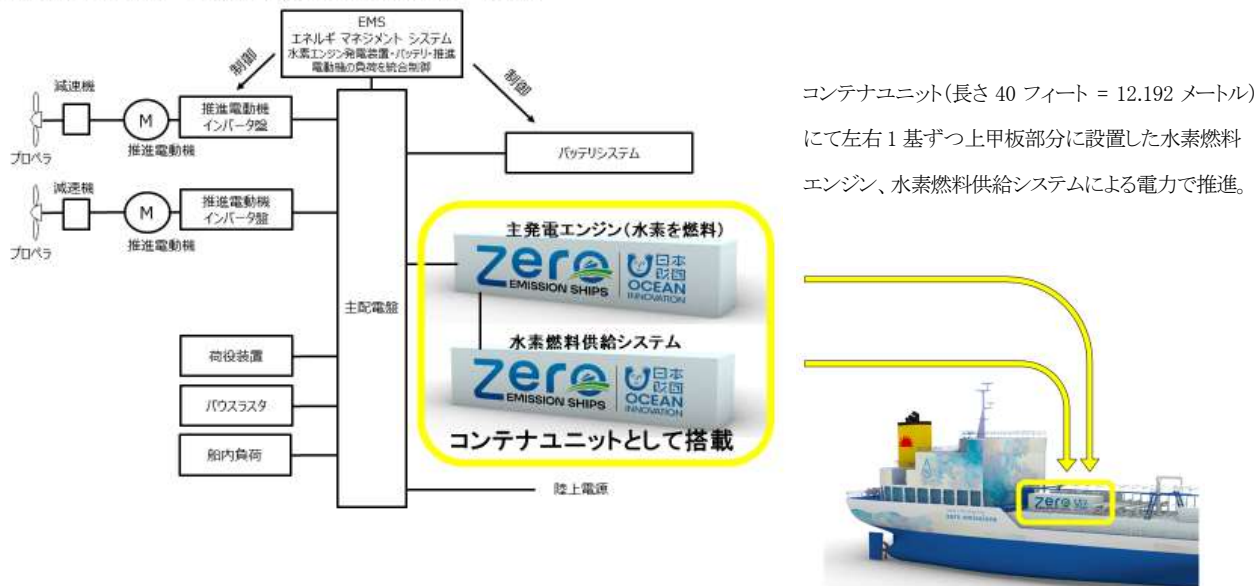 EMS
エネルギ マネジメント システム
水素エンジン発電装置・バッテリ・推進
電動機の負荷を統合制御
制御
制御
減速機
M
推進電動機
インバータ盤
プロペラ
推進電動機
バッテリシステム
減速機
M
推進電動機
インバータ盤
プロペラ
推進電動機
主配電盤
主発電エンジン(水素を燃料)
Zero
EMISSION SHIPS
日本
財団
OCEAN
INNOVATION
水素燃料供給システム
Zero
EMISSION SHIPS
日本
財団
OCEAN
INNOVATION
コンテナユニットとして搭載
荷役装置
バウスラスタ
船内負荷
陸上電源
コンテナユニット(長さ 40 フィート = 12.192 メートル)
にて左右 1 基ずつ上甲板部分に設置した水素燃料
エンジン、水素燃料供給システムによる電力で推進。
zero
zero emissions